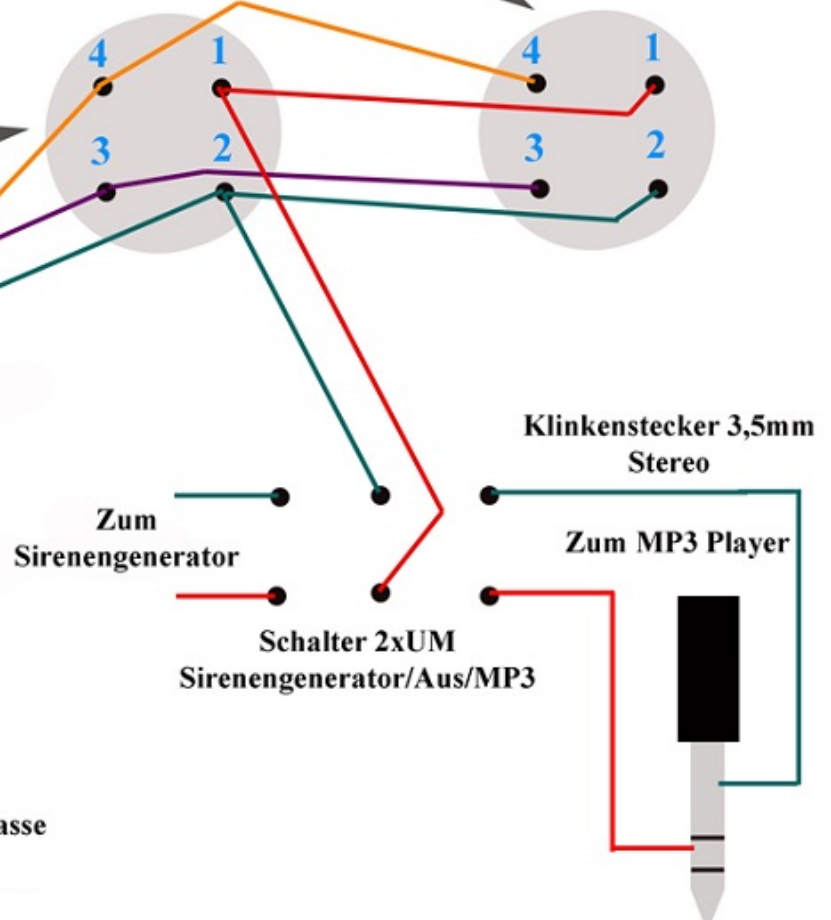 4 1
3 2
4 1
3 2
Klinkenstecker 3,5mm
Stereo
Zum
Sirenengenerator
Zum MP3 Player
Schalter 2xUM
Sirenengenerator/Aus/MP3
asse